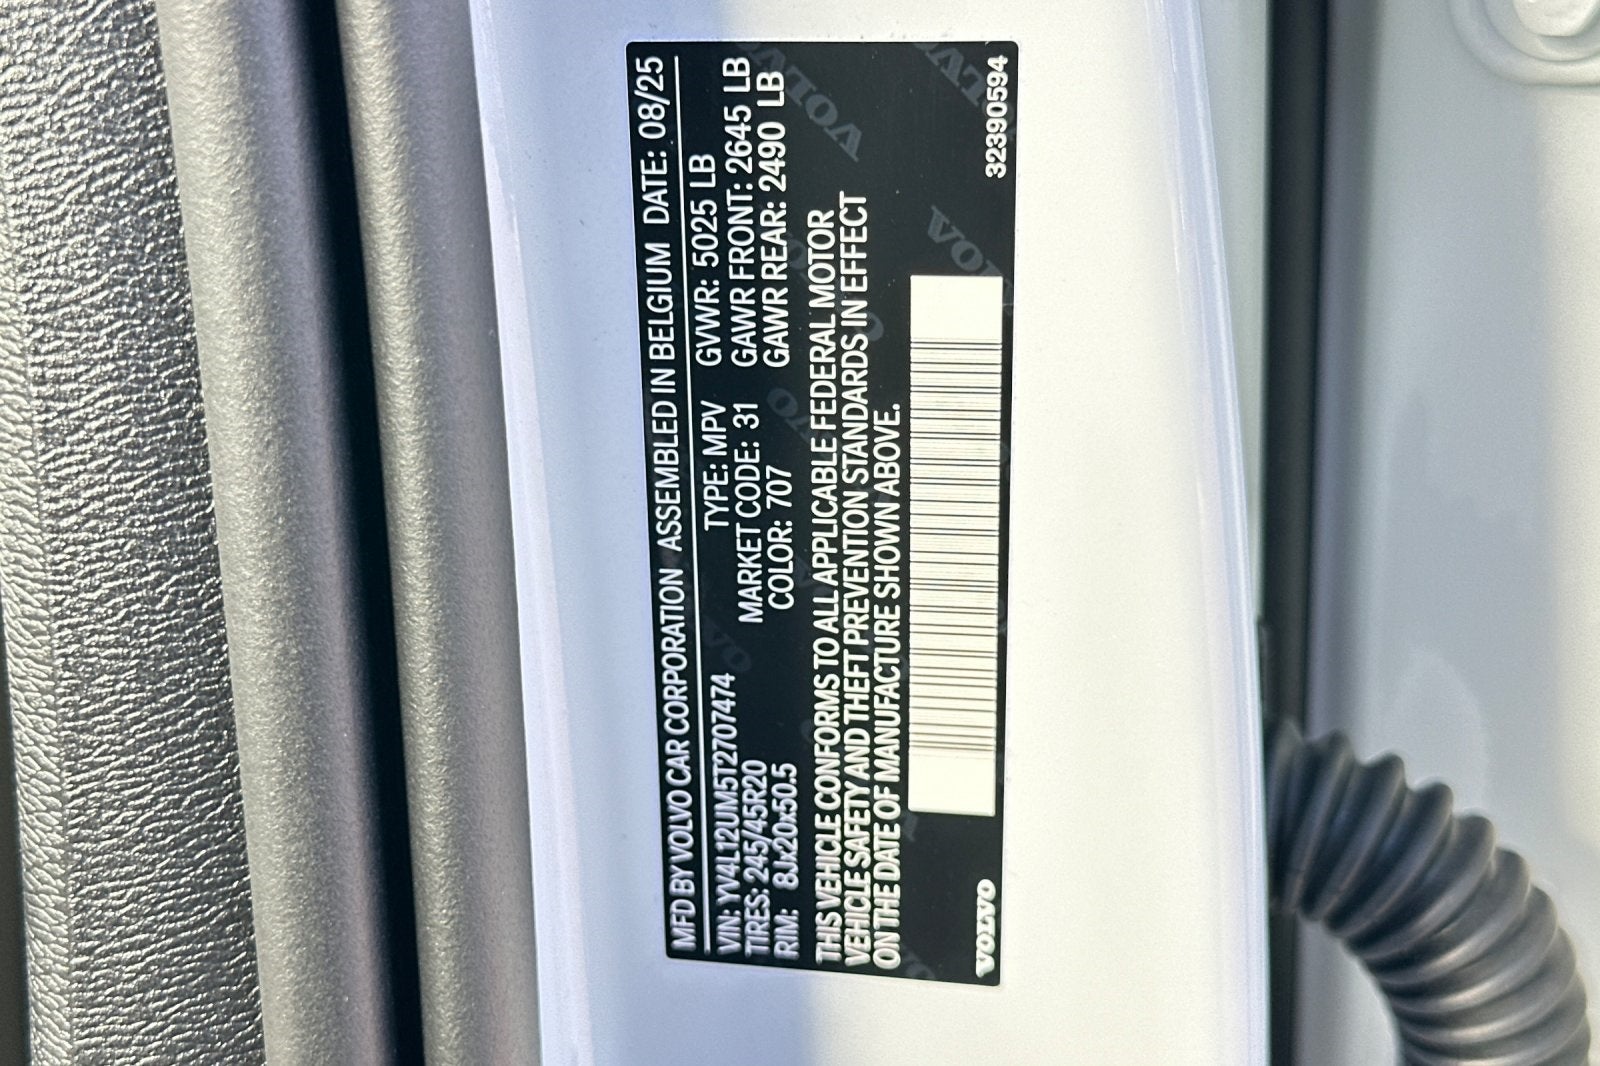 MFD BY VOLVO CAR CORPORATION ASSEMBLED IN BELGIUM DATE: 08/25
VIN: YV4L12UM5T2707474 TYPE: MPV GVWR: 5025 LB
TIRES: 245/45R20 MARKET CODE: 31 GAWR FRONT: 2645 LB
RIM: 8Jx20x50.5 COLOR: 707 GAWR REAR: 2490 LB
THIS VEHICLE CONFORMS TO ALL APPLICABLE FEDERAL MOTOR
VEHICLE SAFETY AND THEFT PREVENTION STANDARDS IN EFFECT
ON THE DATE OF MANUFACTURE SHOWN ABOVE.
VOLVO 32390594